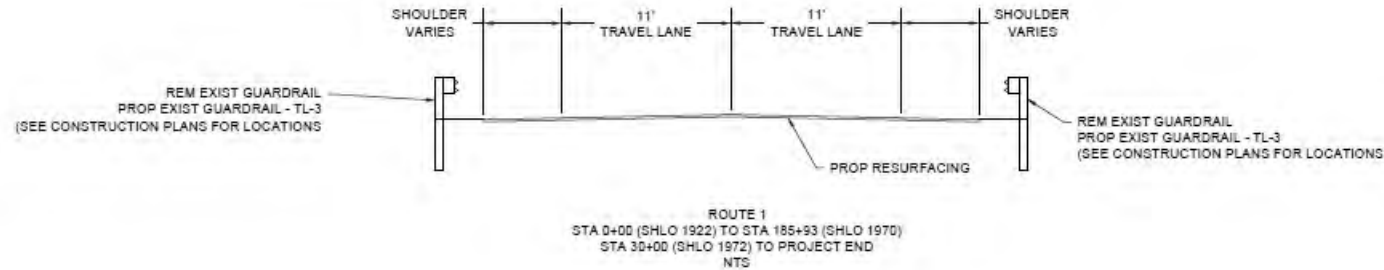 SHOULDER
VARIES
11'
TRAVEL LANE
11'
TRAVEL LANE
SHOULDER
VARIES
REM EXIST GUARDRAIL
PROP EXIST GUARDRAIL - TL-3
(SEE CONSTRUCTION PLANS FOR LOCATIONS
REM EXIST GUARDRAIL
PROP EXIST GUARDRAIL - TL-3
(SEE CONSTRUCTION PLANS FOR LOCATIONS
PROP RESURFACING
ROUTE 1
STA 0+00 (SHLO 1922) TO STA 185+93 (SHLO 1970)
STA 30+00 (SHLO 1972) TO PROJECT END
NTS